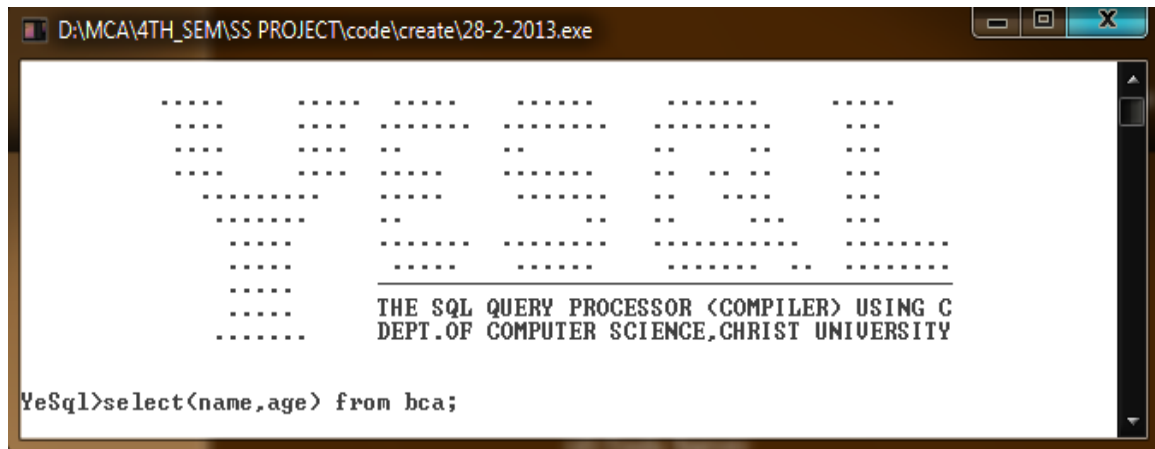 D:\MCA\4TH_SEM\SS PROJECT\code\create\28-2-2013.exe
YESQL
THE SQL QUERY PROCESSOR (COMPILER) USING C
DEPT.OF COMPUTER SCIENCE,CHRIST UNIVERSITY
YeSql>select(name,age) from bca;